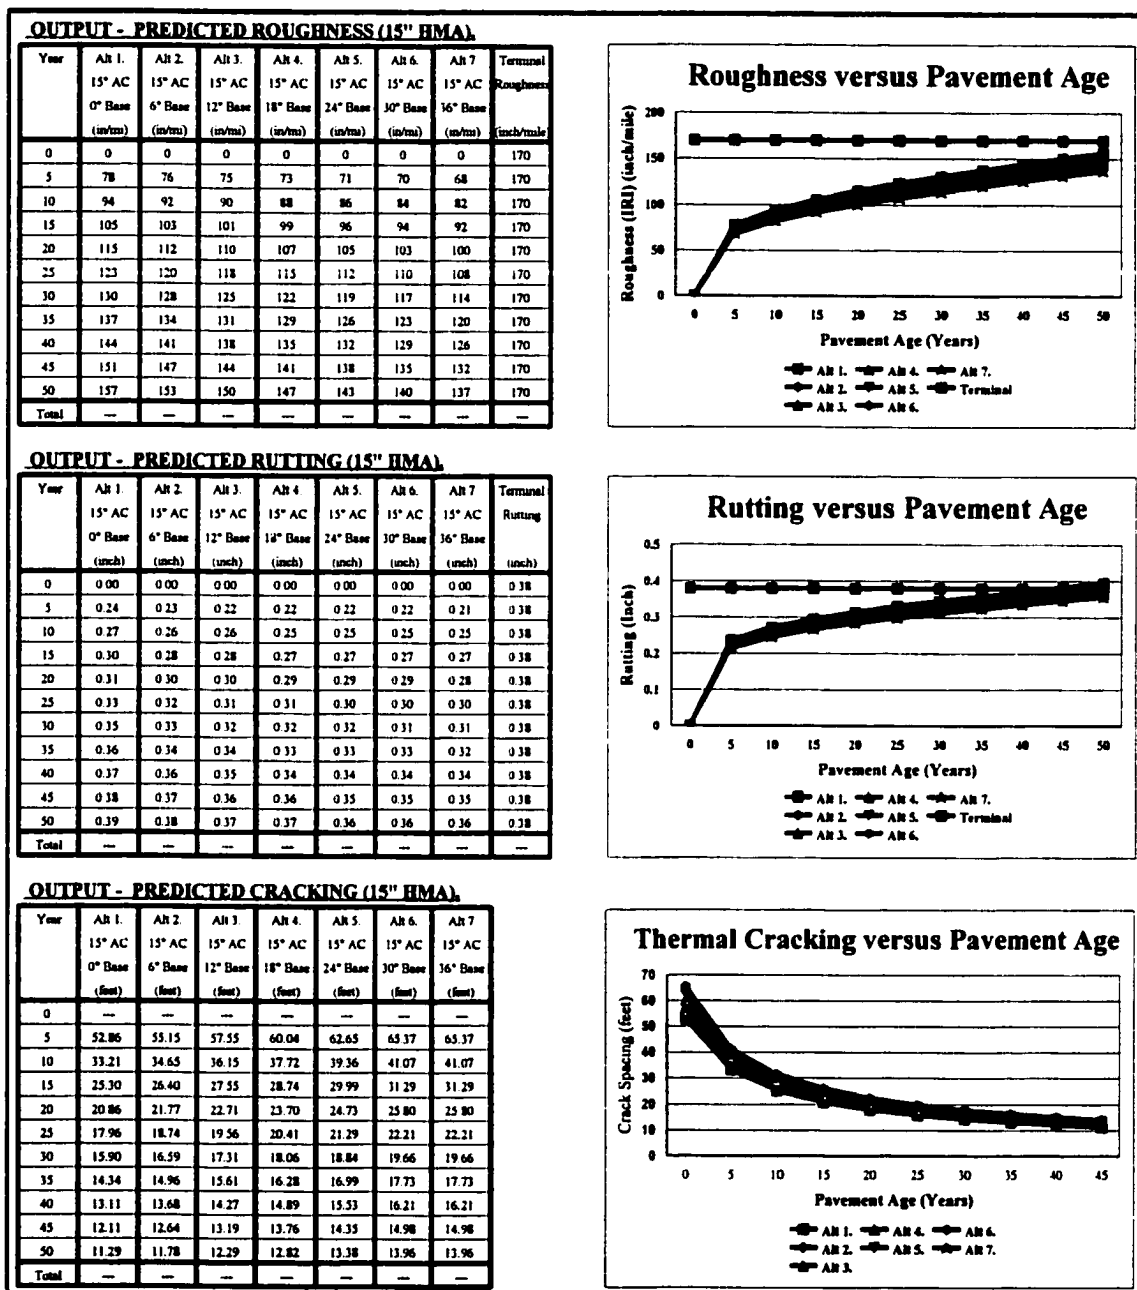 OUTPUT - PREDICTED ROUGHNESS (15" HMA).
Year Alt 1. Alt 2. Alt 3. Alt 4. Alt 5. Alt 6. Alt 7 Terminal
15" AC 15" AC 15" AC 15" AC 15" AC 15" AC 15" AC Roughness
0" Base 6" Base 12" Base 18" Base 24" Base 30" Base 36" Base
(in/mi) (in/mi) (in/mi) (in/mi) (in/mi) (in/mi) (in/mi) (inch/mile)
0 0 0 0 0 0 0 0 170
5 78 76 75 73 71 70 68 170
10 94 92 90 88 86 84 82 170
15 105 103 101 99 96 94 92 170
20 115 112 110 107 105 103 100 170
25 123 120 118 115 112 110 108 170
30 130 128 125 122 119 117 114 170
35 137 134 131 129 126 123 120 170
40 144 141 138 135 132 129 126 170
45 151 147 144 141 138 135 132 170
50 157 153 150 147 143 140 137 170
Total --- --- --- --- --- --- --- ---
Roughness versus Pavement Age
Roughness (IRI) (inch/mile)
200
150
100
50
0
0 5 10 15 20 25 30 35 40 45 50
Pavement Age (Years)
Alt 1. Alt 4. Alt 7.
Alt 2. Alt 5. Terminal
Alt 3. Alt 6.
OUTPUT - PREDICTED RUTTING (15" HMA).
Year Alt 1. Alt 2. Alt 3. Alt 4. Alt 5. Alt 6. Alt 7 Terminal
15" AC 15" AC 15" AC 15" AC 15" AC 15" AC 15" AC Rutting
0" Base 6" Base 12" Base 18" Base 24" Base 30" Base 36" Base
(inch) (inch) (inch) (inch) (inch) (inch) (inch) (inch)
0 0.00 0.00 0.00 0.00 0.00 0.00 0.00 0.38
5 0.24 0.23 0.22 0.22 0.22 0.22 0.21 0.38
10 0.27 0.26 0.26 0.25 0.25 0.25 0.25 0.38
15 0.30 0.28 0.28 0.27 0.27 0.27 0.27 0.38
20 0.31 0.30 0.30 0.29 0.29 0.29 0.28 0.38
25 0.33 0.32 0.31 0.31 0.30 0.30 0.30 0.38
30 0.35 0.33 0.32 0.32 0.32 0.31 0.31 0.38
35 0.36 0.34 0.34 0.33 0.33 0.33 0.32 0.38
40 0.37 0.36 0.35 0.34 0.34 0.34 0.34 0.38
45 0.38 0.37 0.36 0.36 0.35 0.35 0.35 0.38
50 0.39 0.38 0.37 0.37 0.36 0.36 0.36 0.38
Total --- --- --- --- --- --- --- ---
Rutting versus Pavement Age
Rutting (Inch)
0.5
0.4
0.3
0.2
0.1
0
0 5 10 15 20 25 30 35 40 45 50
Pavement Age (Years)
Alt 1. Alt 4. Alt 7.
Alt 2. Alt 5. Terminal
Alt 3. Alt 6.
OUTPUT - PREDICTED CRACKING (15" HMA).
Year Alt 1. Alt 2. Alt 3. Alt 4. Alt 5. Alt 6. Alt 7
15" AC 15" AC 15" AC 15" AC 15" AC 15" AC 15" AC
0" Base 6" Base 12" Base 18" Base 24" Base 30" Base 36" Base
(feet) (feet) (feet) (feet) (feet) (feet) (feet)
0 --- --- --- --- --- --- ---
5 52.86 55.15 57.55 60.04 62.65 65.37 65.37
10 33.21 34.65 36.15 37.72 39.36 41.07 41.07
15 25.30 26.40 27.55 28.74 29.99 31.29 31.29
20 20.86 21.77 22.71 23.70 24.73 25.80 25.80
25 17.96 18.74 19.56 20.41 21.29 22.21 22.21
30 15.90 16.59 17.31 18.06 18.84 19.66 19.66
35 14.34 14.96 15.61 16.28 16.99 17.73 17.73
40 13.11 13.68 14.27 14.89 15.53 16.21 16.21
45 12.11 12.64 13.19 13.76 14.35 14.98 14.98
50 11.29 11.78 12.29 12.82 13.38 13.96 13.96
Total --- --- --- --- --- --- ---
Thermal Cracking versus Pavement Age
Crack Spacing (feet)
70
60
50
40
30
20
10
0
0 5 10 15 20 25 30 35 40 45
Pavement Age (Years)
Alt 1. Alt 4. Alt 6.
Alt 2. Alt 5. Alt 7.
Alt 3.